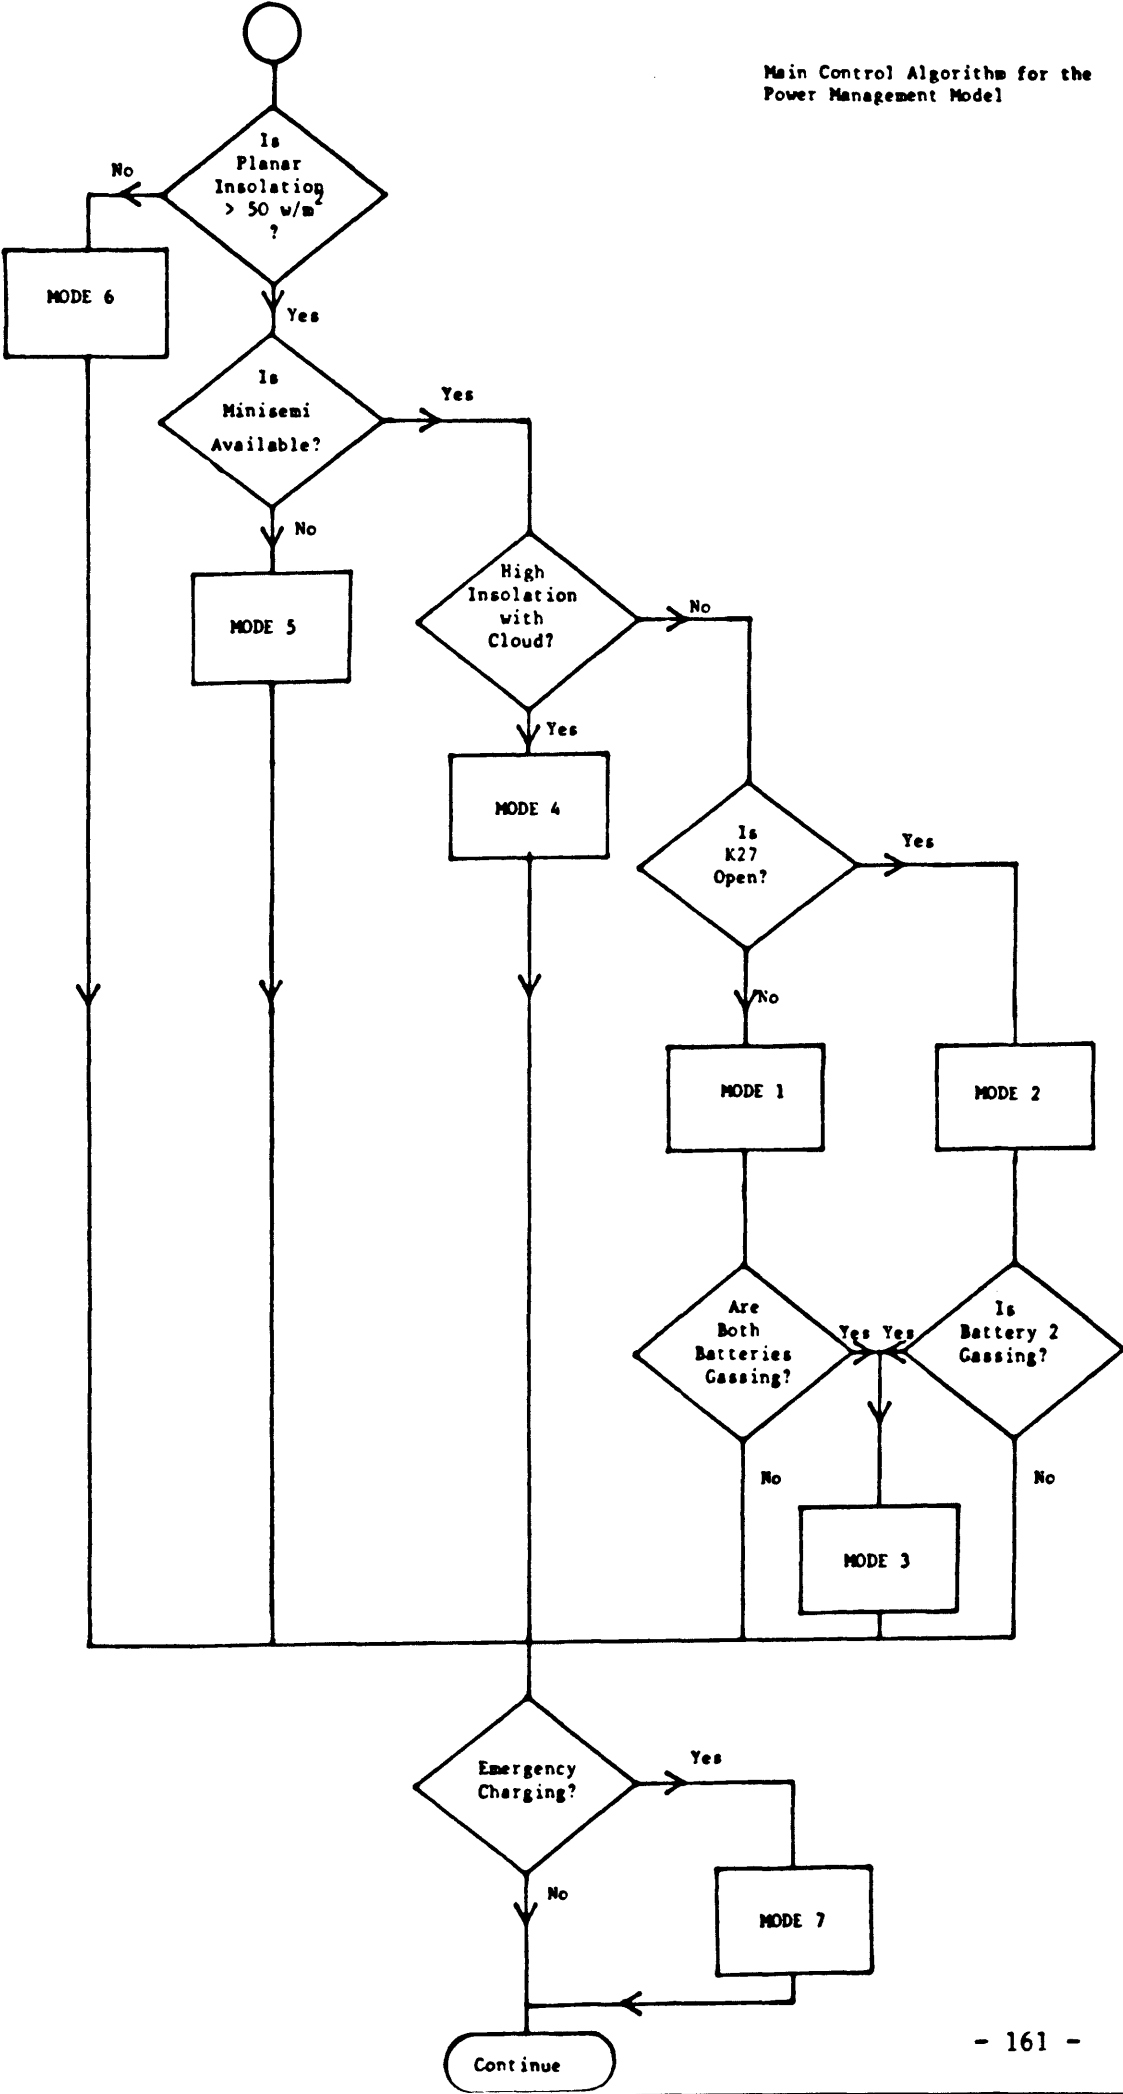 Main Control Algorithm for the
Power Management Model
Is
Planar
Insolation
> 50 w/m2
?
No
MODE 6
Yes
Is
Minisemi
Available?
Yes
No
MODE 5
High
Insolation
with
Cloud?
No
Yes
MODE 4
Is
K27
Open?
Yes
No
MODE 1
MODE 2
Are
Both
Batteries
Gassing?
Yes Yes
Is
Battery 2
Gassing?
No
No
MODE 3
Emergency
Charging?
Yes
No
MODE 7
Continue
- 161 -